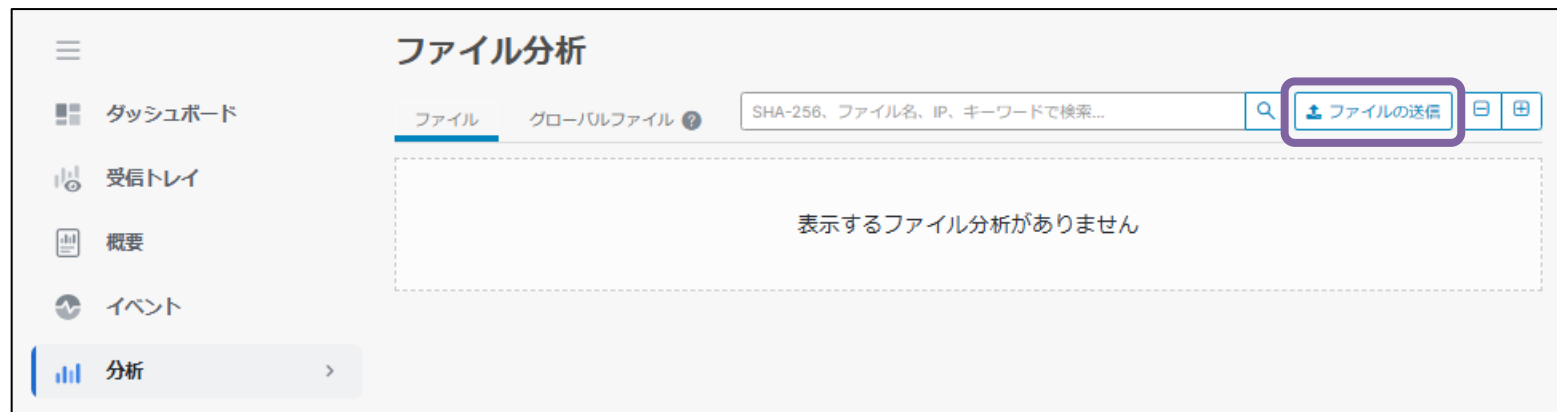 ファイル分析
ダッシュボード
ファイル グローバルファイル ?
SHA-256、ファイル名、IP、キーワードで検索...
ファイルの送信
受信トレイ
表示するファイル分析がありません
概要
イベント
分析